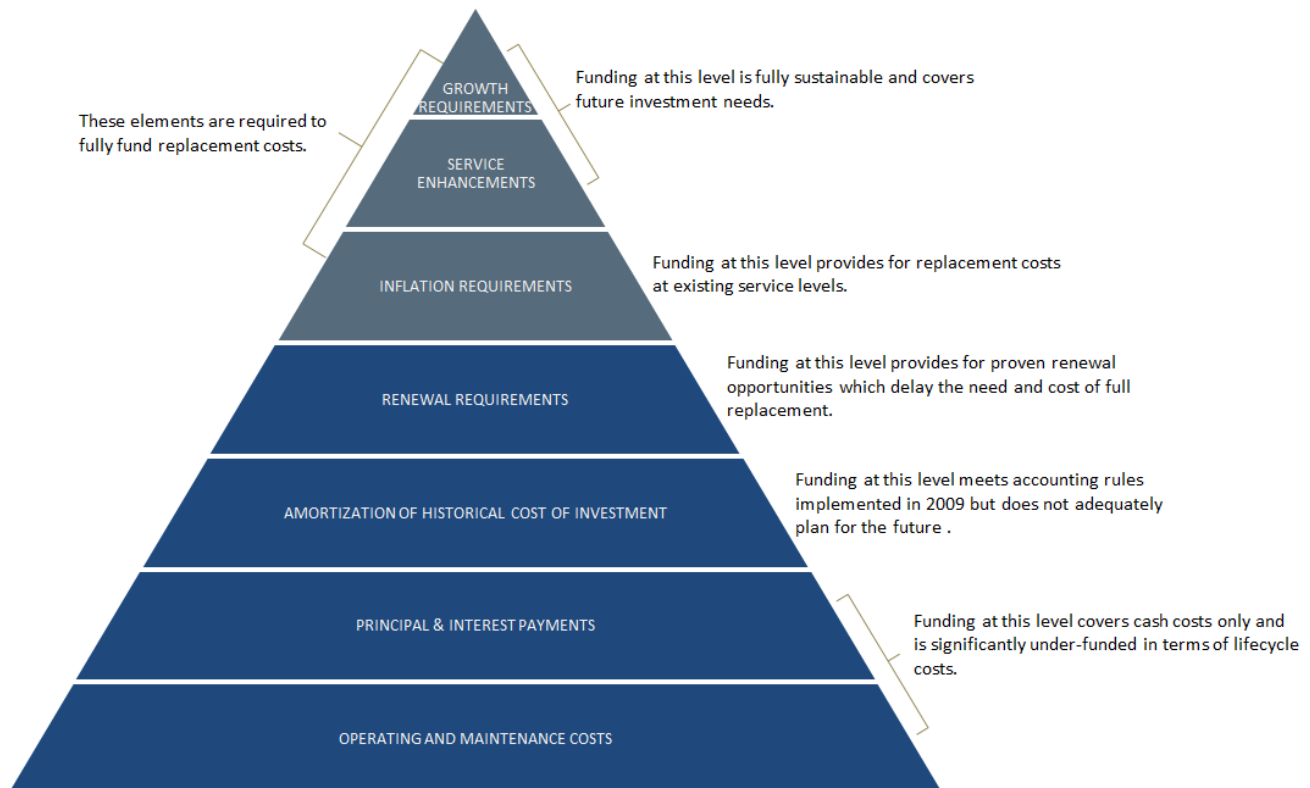 GROWTH
REQUIREMENTS
Funding at this level is fully sustainable and covers
future investment needs.
These elements are required to
fully fund replacement costs.
SERVICE
ENHANCEMENTS
INFLATION REQUIREMENTS
Funding at this level provides for replacement costs
at existing service levels.
RENEWAL REQUIREMENTS
Funding at this level provides for proven renewal
opportunities which delay the need and cost of full
replacement.
AMORTIZATION OF HISTORICAL COST OF INVESTMENT
Funding at this level meets accounting rules
implemented in 2009 but does not adequately
plan for the future .
PRINCIPAL & INTEREST PAYMENTS
Funding at this level covers cash costs only and
is significantly under-funded in terms of lifecycle
costs.
OPERATING AND MAINTENANCE COSTS